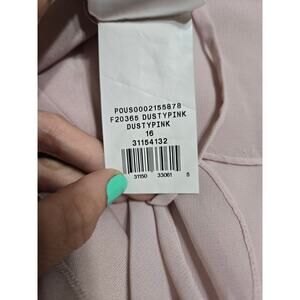 POUS0002155878
F20365 DUSTYPINK
DUSTYPINK
16
31154132
31150 33061 5